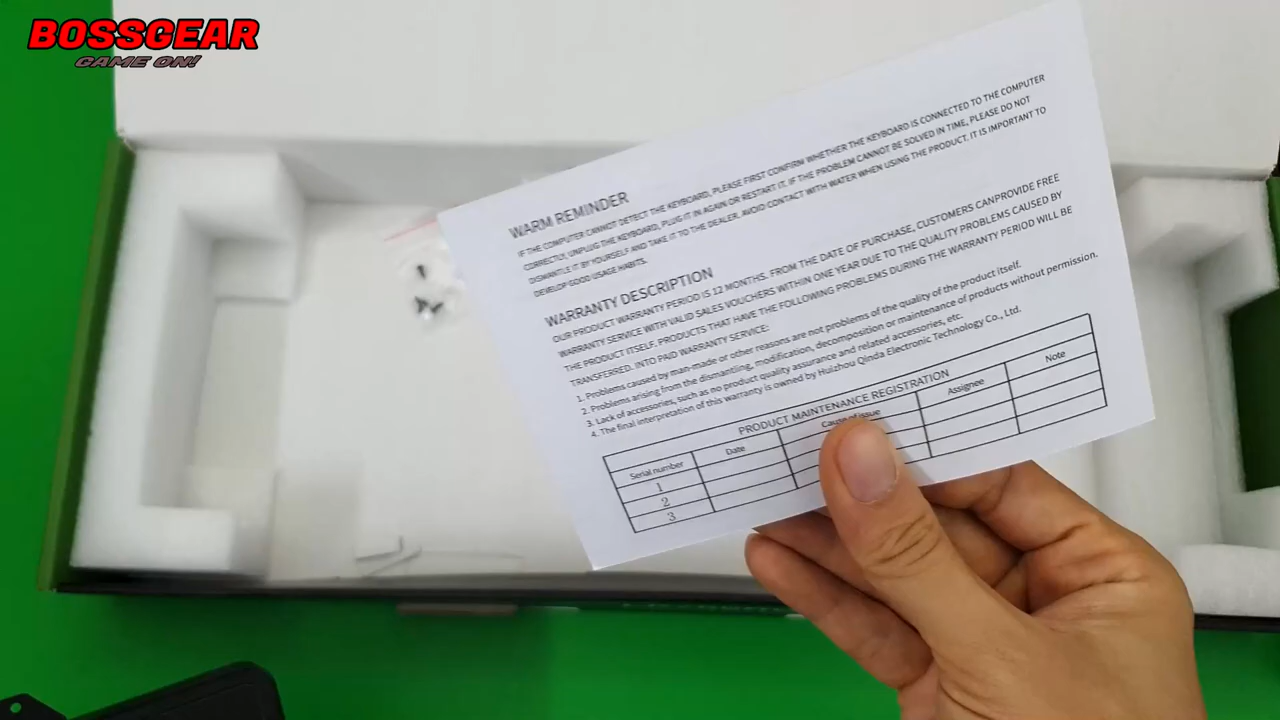 BOSSGEAR
GAME ON!
WARM REMINDER
IF THE COMPUTER CANNOT DETECT THE KEYBOARD, PLEASE FIRST CONFIRM WHETHER THE KEYBOARD IS CONNECTED TO THE COMPUTER
CORRECTLY, UNPLUG THE KEYBOARD, PLUG IT IN AGAIN OR RESTART IT. IF THE PROBLEM CANNOT BE SOLVED IN TIME, PLEASE DO NOT
DISMANTLE IT BY YOURSELF AND TAKE IT TO THE DEALER. AVOID CONTACT WITH WATER WHEN USING THE PRODUCT. IT IS IMPORTANT TO
DEVELOP GOOD USAGE HABITS.
WARRANTY DESCRIPTION
OUR PRODUCT WARRANTY PERIOD IS 12 MONTHS. FROM THE DATE OF PURCHASE, CUSTOMERS CANPROVIDE FREE
WARRANTY SERVICE WITH VALID SALES VOUCHERS WITHIN ONE YEAR DUE TO THE QUALITY PROBLEMS CAUSED BY
THE PRODUCT ITSELF. PRODUCTS THAT HAVE THE FOLLOWING PROBLEMS DURING THE WARRANTY PERIOD WILL BE
TRANSFERRED. INTO PAID WARRANTY SERVICE:
1. Problems caused by man-made or other reasons are not problems of the quality of the product itself.
2. Problems arising from the dismantling, modification, decomposition or maintenance of products without permission.
3. Lack of accessories, such as no product quality assurance and related accessories, etc.
4. The final interpretation of this warranty is owned by Huizhou Qinda Electronic Technology Co., Ltd.
PRODUCT MAINTENANCE REGISTRATION
Serial number Date Cause of issue Assignee Note
1
2
3